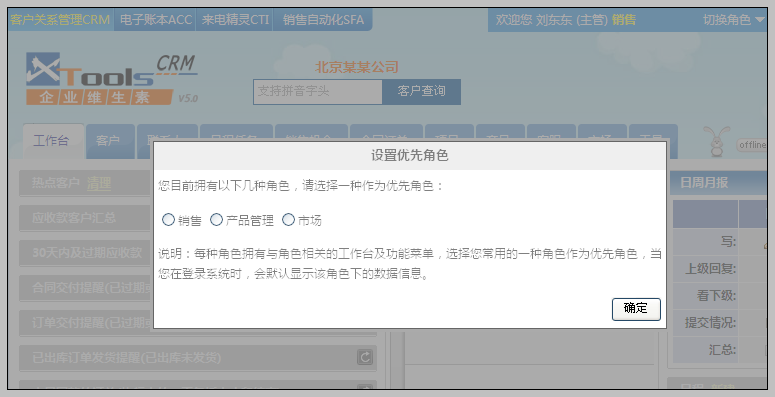 客户关系管理CRM 电子账本ACC 来电精灵CTI 销售自动化SFA 欢迎您 刘东东 (主管) 销售 切换角色
XTools CRM
企业维生素 V5.0
北京某某公司
支持拼音字头 客户查询
工作台 客户
offline
设置优先角色
您目前拥有以下几种角色，请选择一种作为优先角色：
销售 产品管理 市场
说明：每种角色拥有与角色相关的工作台及功能菜单，选择您常用的一种角色作为优先角色，当
您在登录系统时，会默认显示该角色下的数据信息。
确定
热点客户 清理
应收款客户汇总
30天内及过期应收款
合同交付提醒(已过期
订单交付提醒(已过期
已出库订单发货提醒(已出库未发货)
日周月报
写:
上级回复:
看下级:
提交情况:
汇总: